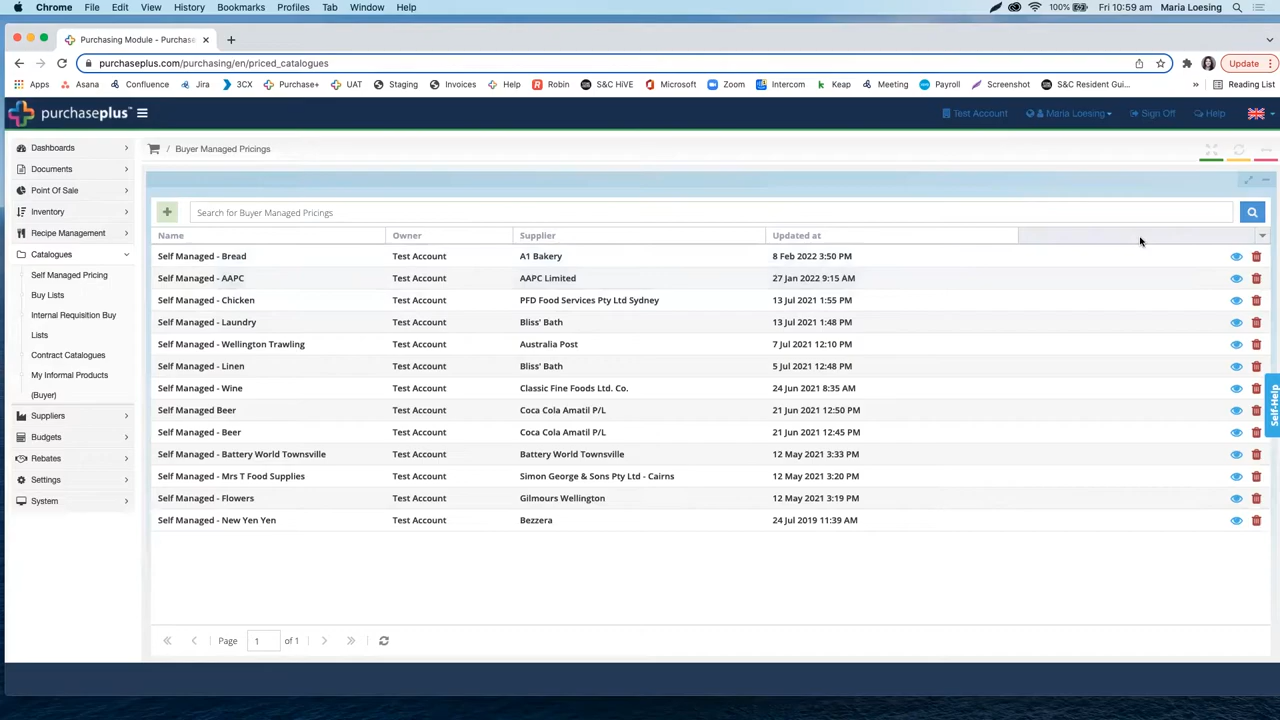 Chrome File Edit View History Bookmarks Profiles Tab Window Help 100% Fri 10:59 am Maria Loesing
Purchasing Module - Purchase
purchaseplus.com/purchasing/en/priced_catalogues Update
Apps Asana Confluence Jira 3CX Purchase+ UAT Staging Invoices Help Robin S&C HIVE Microsoft Zoom Intercom Keap Meeting Payroll Screenshot S&C Resident Gui... » Reading List
purchaseplus™ Test Account Maria Loesing Sign Off Help
Dashboards
Documents
Point Of Sale
Inventory
Recipe Management
Catalogues
Self Managed Pricing
Buy Lists
Internal Requisition Buy
Lists
Contract Catalogues
My Informal Products
(Buyer)
Suppliers
Budgets
Rebates
Settings
System
/ Buyer Managed Pricings
Search for Buyer Managed Pricings
Name Owner Supplier Updated at
Self Managed - Bread Test Account A1 Bakery 8 Feb 2022 3:50 PM
Self Managed - AAPC Test Account AAPC Limited 27 Jan 2022 9:15 AM
Self Managed - Chicken Test Account PFD Food Services Pty Ltd Sydney 13 Jul 2021 1:55 PM
Self Managed - Laundry Test Account Bliss' Bath 13 Jul 2021 1:48 PM
Self Managed - Wellington Trawling Test Account Australia Post 7 Jul 2021 12:10 PM
Self Managed - Linen Test Account Bliss' Bath 5 Jul 2021 12:48 PM
Self Managed - Wine Test Account Classic Fine Foods Ltd. Co. 24 Jun 2021 8:35 AM
Self Managed Beer Test Account Coca Cola Amatil P/L 21 Jun 2021 12:50 PM
Self Managed - Beer Test Account Coca Cola Amatil P/L 21 Jun 2021 12:45 PM
Self Managed - Battery World Townsville Test Account Battery World Townsville 12 May 2021 3:33 PM
Self Managed - Mrs T Food Supplies Test Account Simon George & Sons Pty Ltd - Cairns 12 May 2021 3:20 PM
Self Managed - Flowers Test Account Gilmours Wellington 12 May 2021 3:19 PM
Self Managed - New Yen Yen Test Account Bezzera 24 Jul 2019 11:39 AM
Page 1 of 1
Self-Help